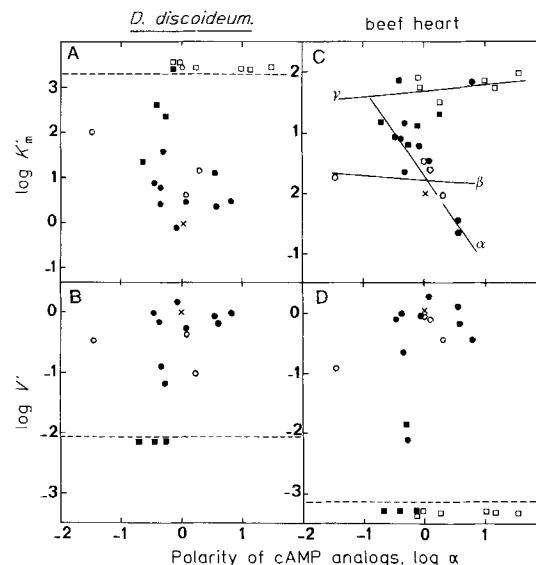 D. discoideum.
beef heart
A
C
3
2
1
0
-1
2
1
2
-1
log K'm
γ
β
α
B
D
0
-1
-2
-3
0
-1
-2
-3
log V'
-2 -1 0 1 2 -1 0 1 2
Polarity of cAMP analogs, log α